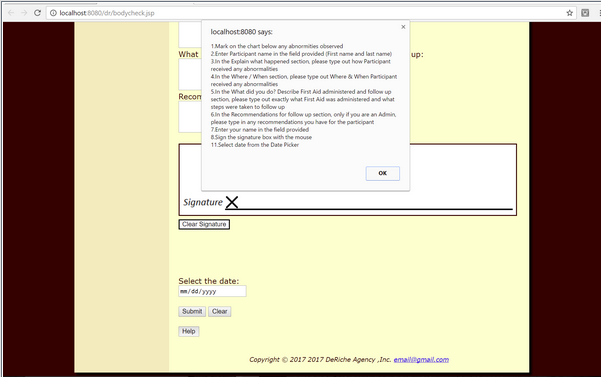 localhost:8080/dr/bodycheck.jsp
localhost:8080 says:
1.Mark on the chart below any abnormities observed
2.Enter Participant name in the field provided (First name and last name)
3.In the Explain what happened section, please type out how Participant
received any abnormalities
4.In the Where / When section, please type out Where & When Participant
received any abnormalities
5.In the What did you do? Describe First Aid administered and follow up
section, please type out exactly what First Aid was administered and what
steps were taken to follow up
6.In the Recommendations for follow up section, only if you are an Admin,
please type in any recommendations you have for the participant
7.Enter your name in the field provided
8.Sign the signature box with the mouse
11.Select date from the Date Picker
OK
What up:
Recom
Signature
Clear Signature
Select the date:
mm/dd/yyyy
Submit Clear
Help
Copyright © 2017 2017 DeRiche Agency ,Inc. email@gmail.com